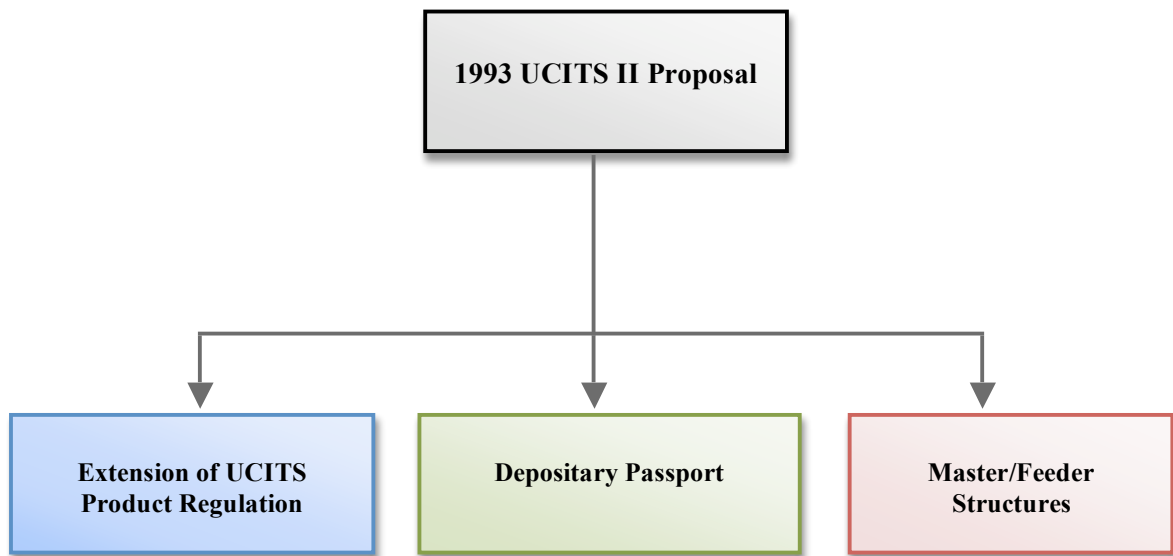 1993 UCITS II Proposal
Extension of UCITS
Product Regulation
Depositary Passport
Master/Feeder
Structures